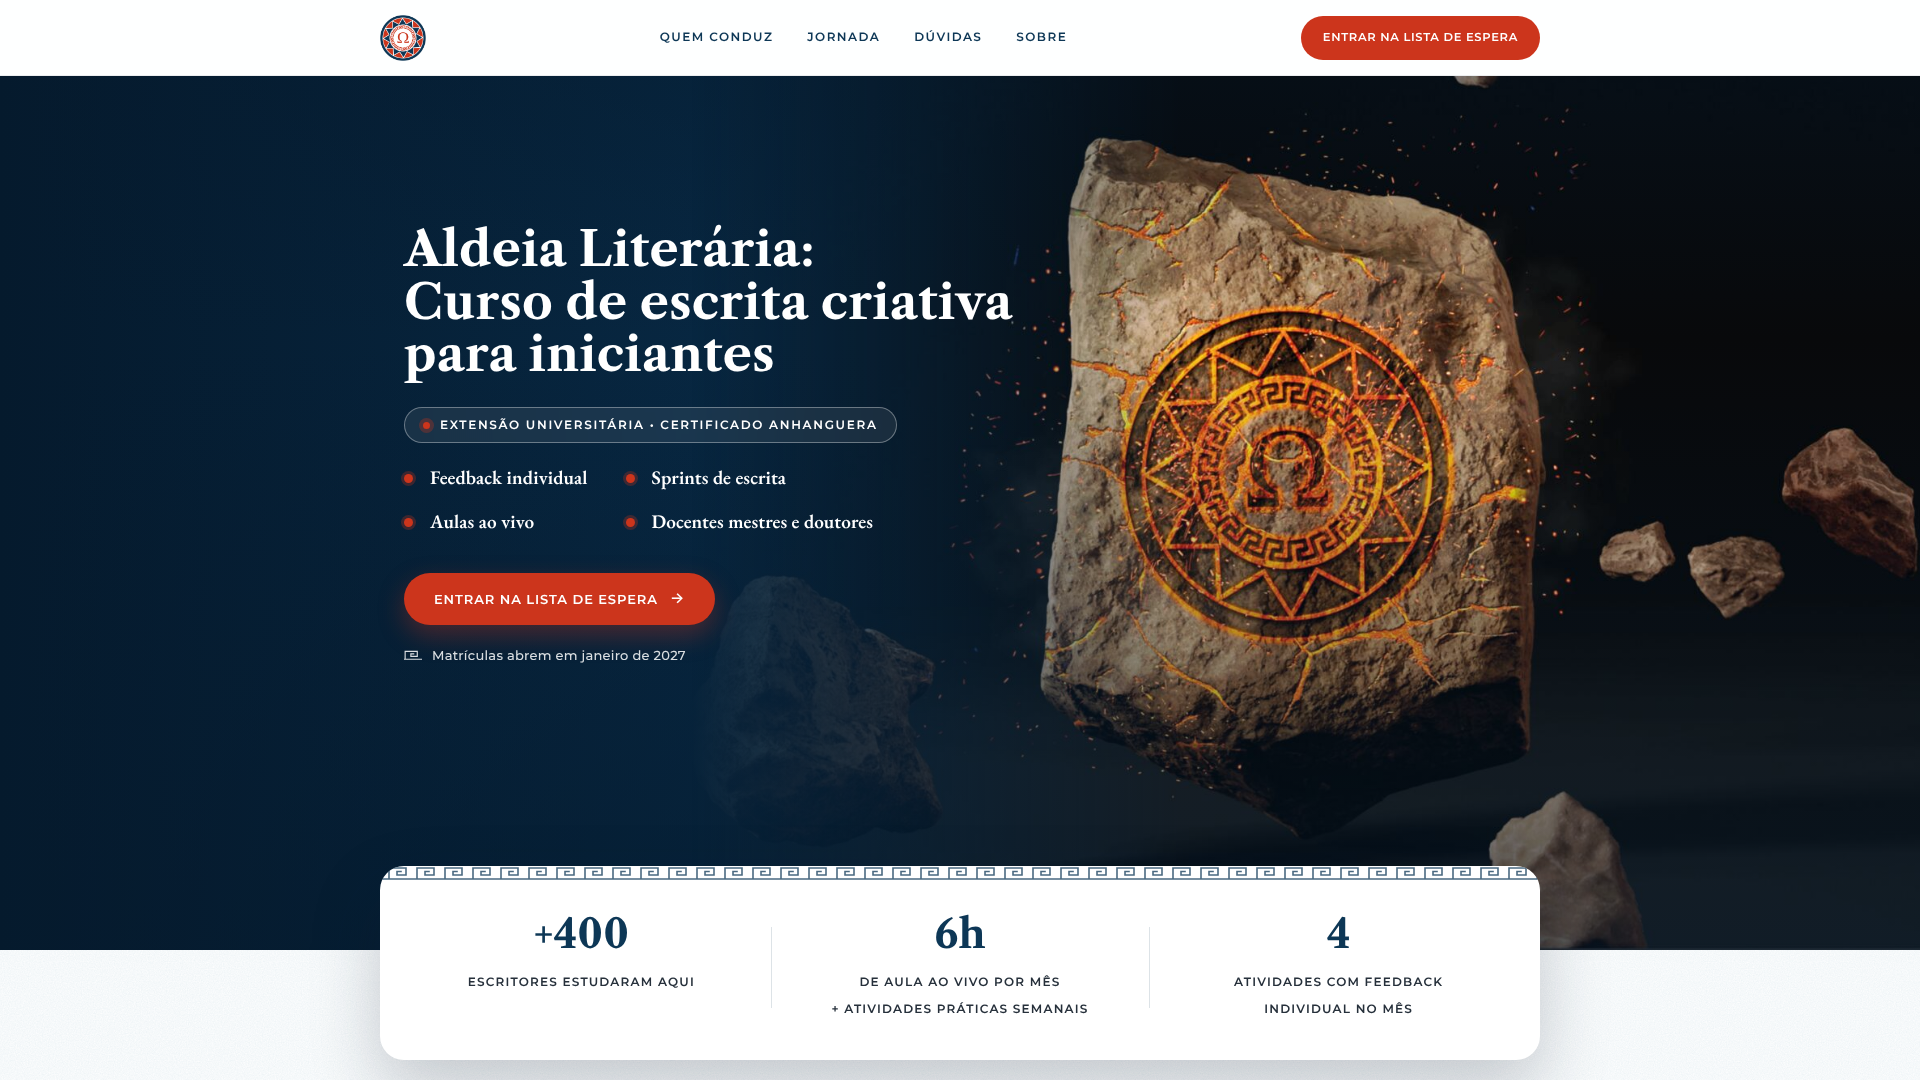 Ω
QUEM CONDUZ
JORNADA
DÚVIDAS
SOBRE
ENTRAR NA LISTA DE ESPERA
Aldeia Literária:
Curso de escrita criativa
para iniciantes
EXTENSÃO UNIVERSITÁRIA • CERTIFICADO ANHANGUERA
Feedback individual
Sprints de escrita
Aulas ao vivo
Docentes mestres e doutores
ENTRAR NA LISTA DE ESPERA →
Matrículas abrem em janeiro de 2027
Ω
+400
ESCRITORES ESTUDARAM AQUI
6h
DE AULA AO VIVO POR MÊS
+ ATIVIDADES PRÁTICAS SEMANAIS
4
ATIVIDADES COM FEEDBACK
INDIVIDUAL NO MÊS